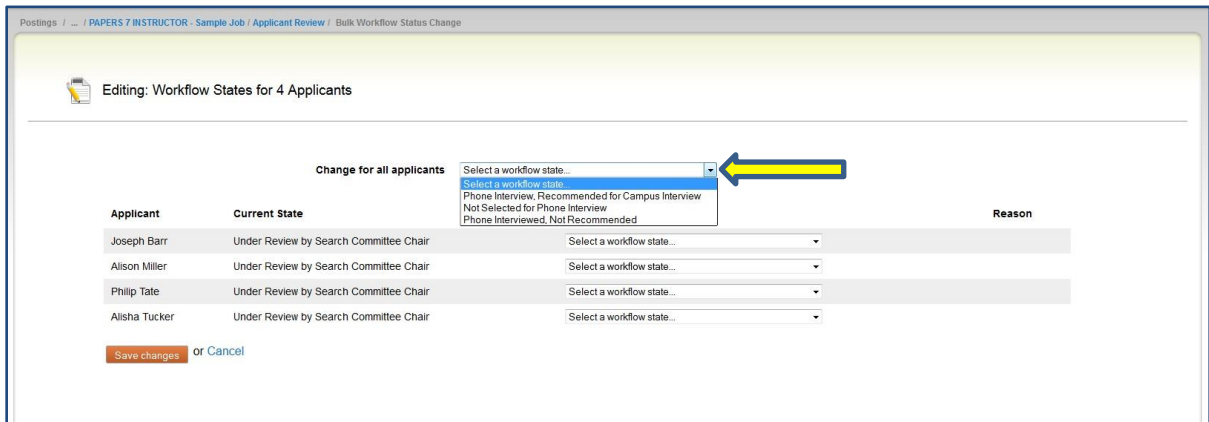 Postings / ... / PAPERS 7 INSTRUCTOR - Sample Job / Applicant Review / Bulk Workflow Status Change
Editing: Workflow States for 4 Applicants
Change for all applicants Select a workflow state...
Select a workflow state...
Phone Interview, Recommended for Campus Interview
Not Selected for Phone Interview
Phone Interviewed, Not Recommended
Applicant Current State Reason
Joseph Barr Under Review by Search Committee Chair Select a workflow state...
Alison Miller Under Review by Search Committee Chair Select a workflow state...
Philip Tate Under Review by Search Committee Chair Select a workflow state...
Alisha Tucker Under Review by Search Committee Chair Select a workflow state...
Save changes or Cancel